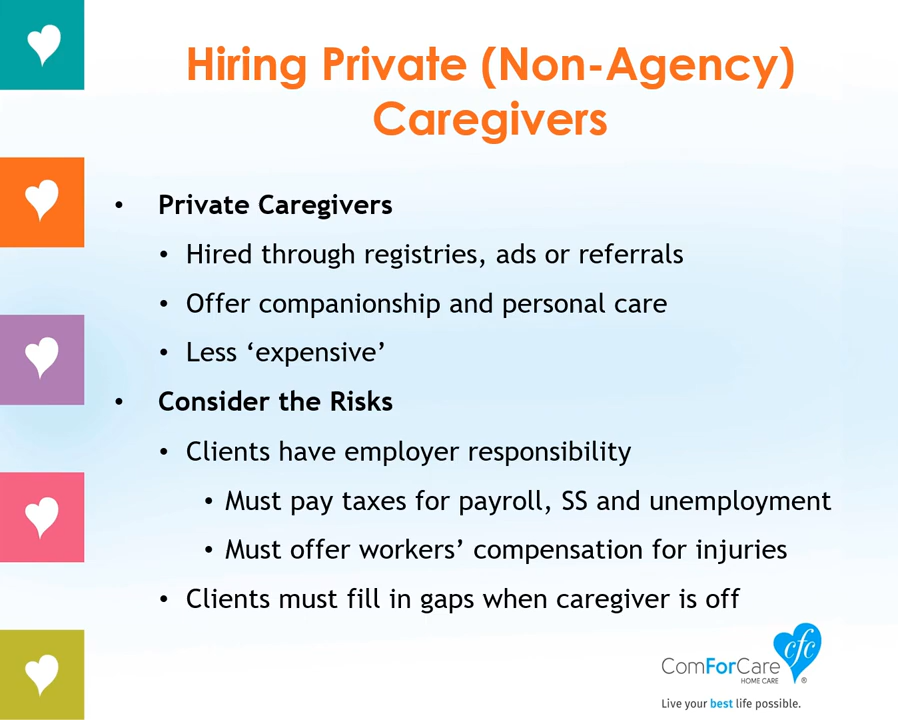 Hiring Private (Non-Agency)
Caregivers
• Private Caregivers
• Hired through registries, ads or referrals
• Offer companionship and personal care
• Less ‘expensive’
• Consider the Risks
• Clients have employer responsibility
• Must pay taxes for payroll, SS and unemployment
• Must offer workers’ compensation for injuries
• Clients must fill in gaps when caregiver is off
cfc
ComForCare
HOME CARE ®
Live your best life possible.